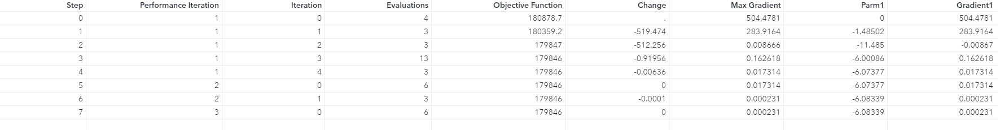 Step Performance Iteration Iteration Evaluations Objective Function Change Max Gradient Parm1 Gradient1
0 1 0 4 180878.7 . 504.4781 0 504.4781
1 1 1 3 180359.2 -519.474 283.9164 -1.48502 283.9164
2 1 2 3 179847 -512.256 0.008666 -11.485 -0.00867
3 1 3 13 179846 -0.91956 0.162618 -6.00086 0.162618
4 1 4 3 179846 -0.00636 0.017314 -6.07377 0.017314
5 2 0 6 179846 0 0.017314 -6.07377 0.017314
6 2 1 3 179846 -0.0001 0.000231 -6.08339 0.000231
7 3 0 6 179846 0 0.000231 -6.08339 0.000231